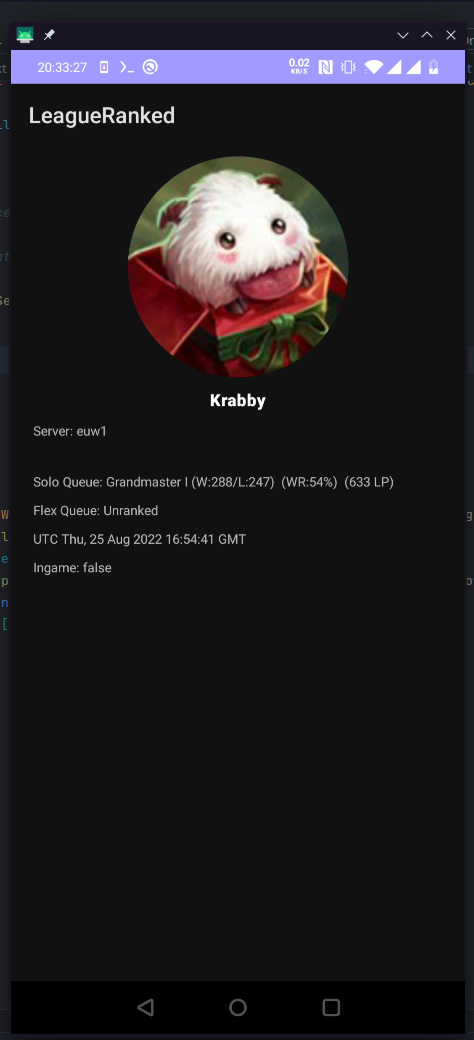 20:33:27 0.02
KB/S
LeagueRanked
Krabby
Server: euw1
Solo Queue: Grandmaster I (W:288/L:247) (WR:54%) (633 LP)
Flex Queue: Unranked
UTC Thu, 25 Aug 2022 16:54:41 GMT
Ingame: false